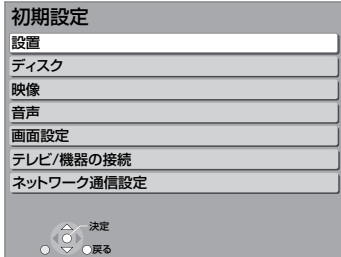 初期設定
設置
ディスク
映像
音声
画面設定
テレビ/機器の接続
ネットワーク通信設定
決定
戻る